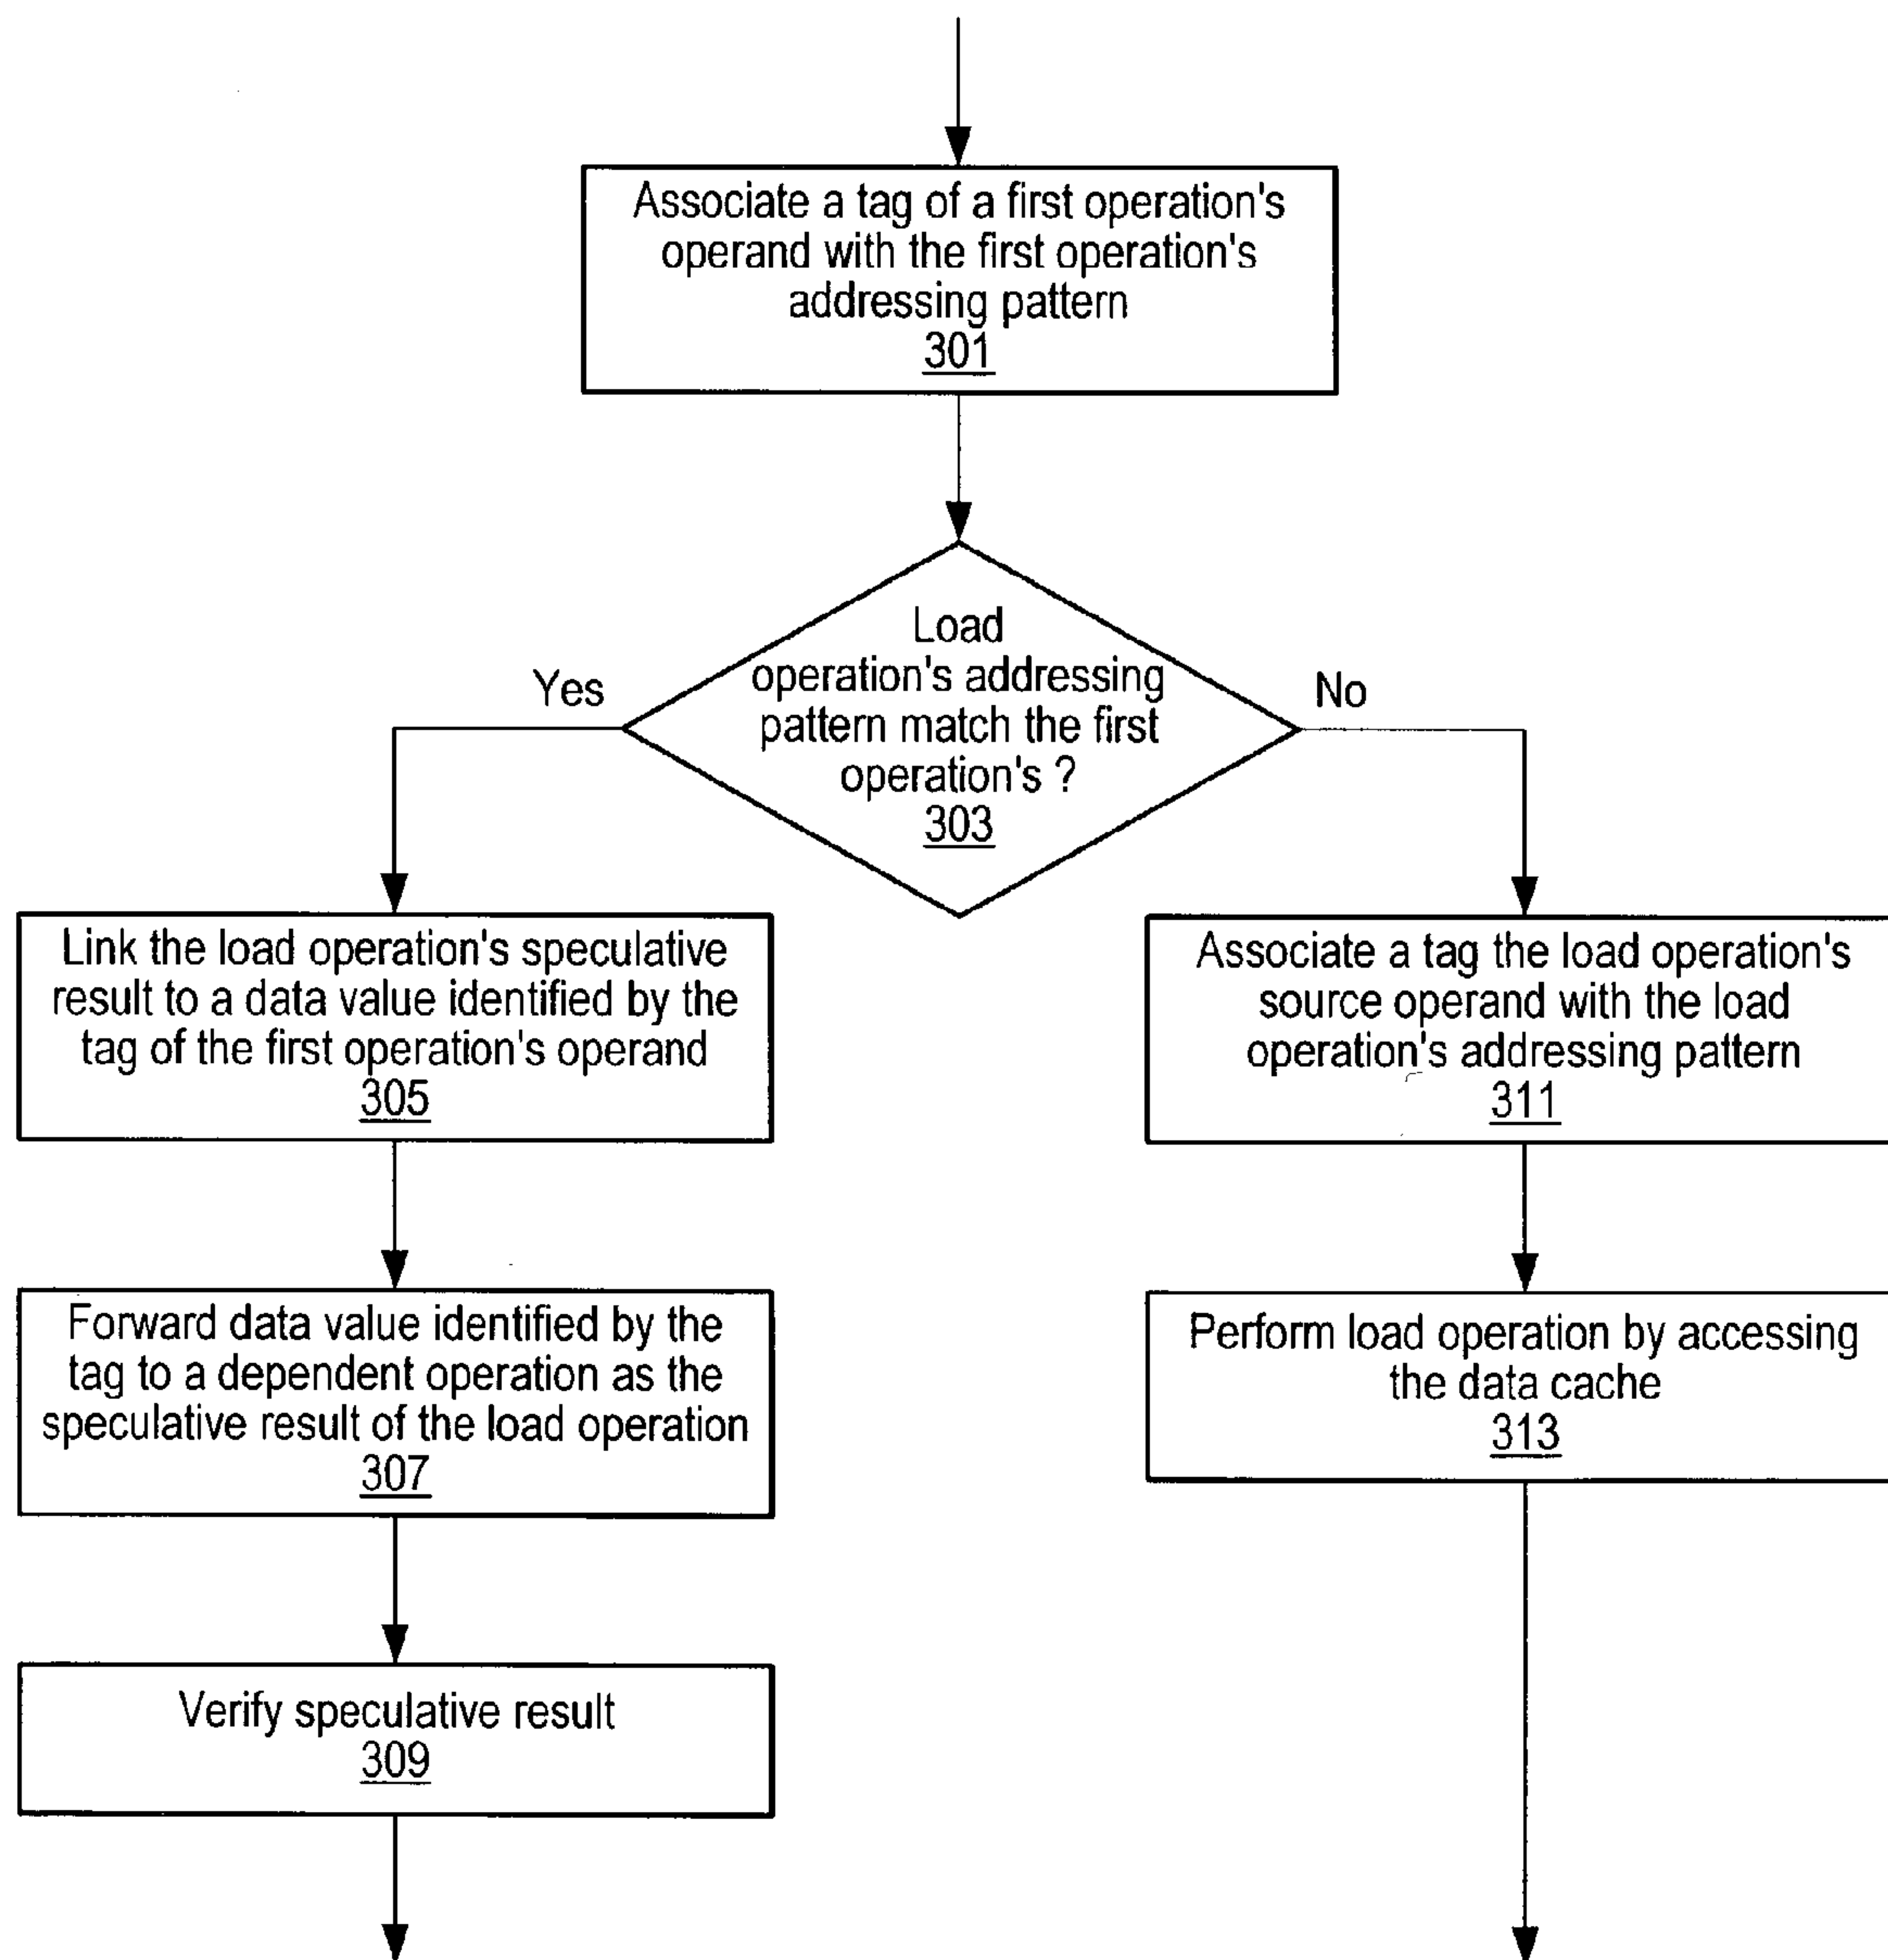 Associate a tag of a first operation's
operand with the first operation's
addressing pattern
301
Load
operation's addressing
pattern match the first
operation's ?
303
Yes
No
Link the load operation's speculative
result to a data value identified by the
tag of the first operation's operand
305
Associate a tag the load operation's
source operand with the load
operation's addressing pattern
311
Forward data value identified by the
tag to a dependent operation as the
speculative result of the load operation
307
Perform load operation by accessing
the data cache
313
Verify speculative result
309